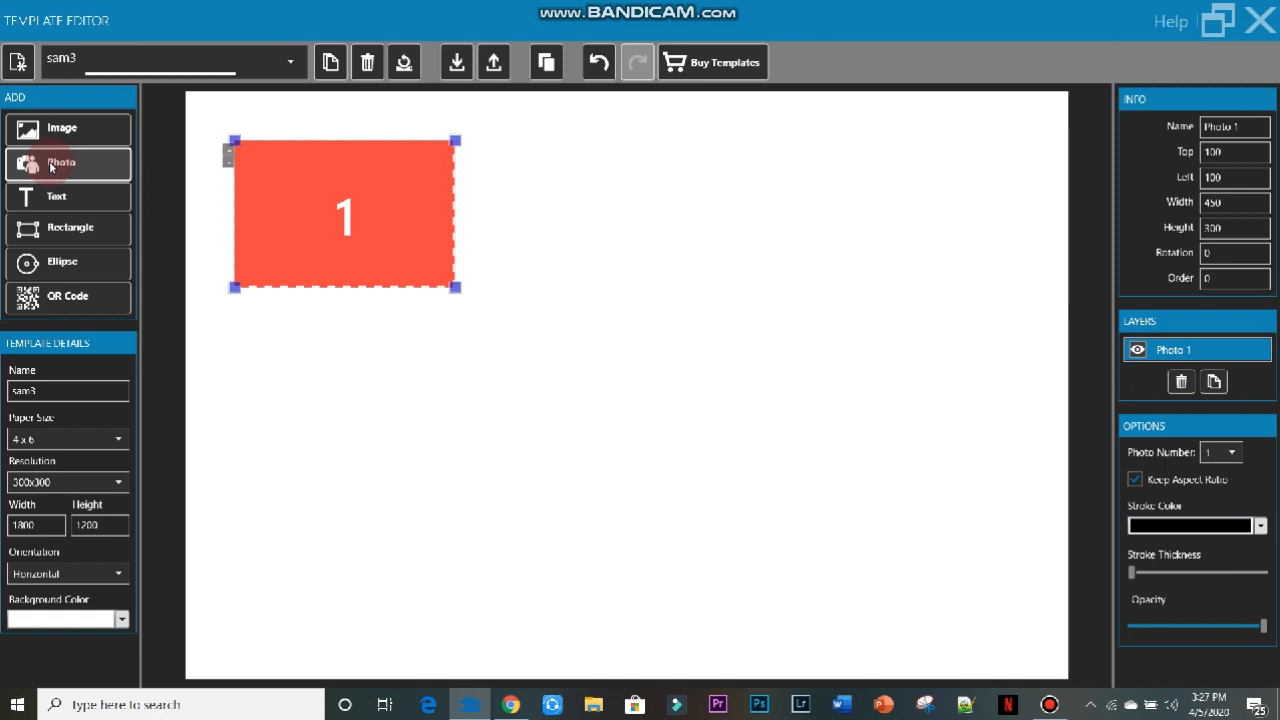 www.BANDICAM.com
TEMPLATE EDITOR
Help
sam3
Buy Templates
ADD
Image
Photo
Text
Rectangle
Ellipse
QR Code
TEMPLATE DETAILS
Name
sam3
Paper Size
4 x 6
Resolution
300x300
Width Height
1800 1200
Orientation
Horizontal
Background Color
1
INFO
Name Photo 1
Top 100
Left 100
Width 450
Height 300
Rotation 0
Order 0
LAYERS
Photo 1
OPTIONS
Photo Number: 1
Keep Aspect Ratio
Stroke Color
Stroke Thickness
Opacity
Type here to search
Pr
Ps
Lr
W
P
N
3:27 PM
4/5/2020
25